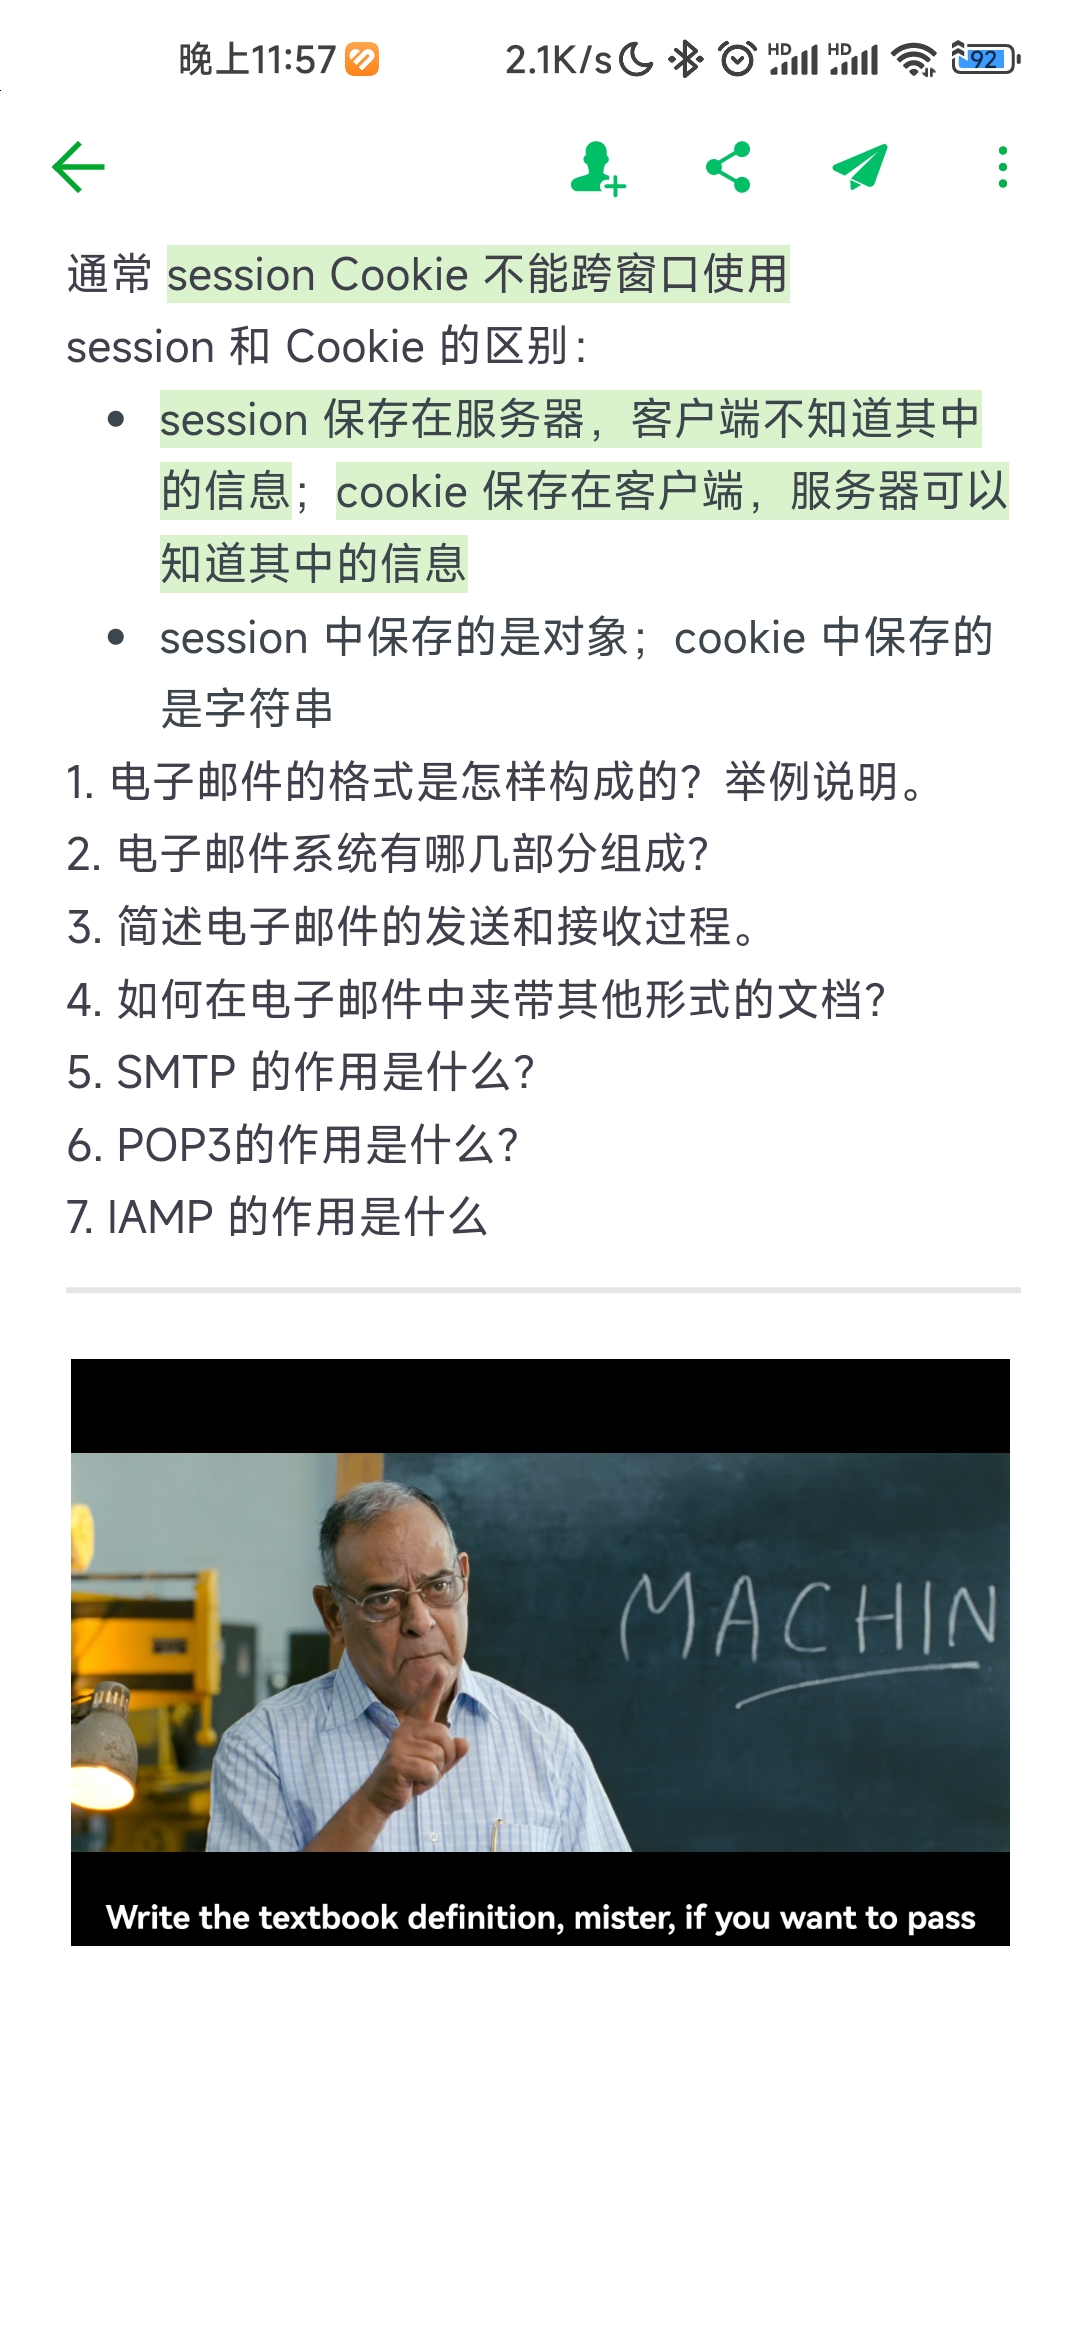 晚上11:57 2.1K/s HD HD 92
通常 session Cookie 不能跨窗口使用
session 和 Cookie 的区别：
• session 保存在服务器，客户端不知道其中
的信息；cookie 保存在客户端，服务器可以
知道其中的信息
• session 中保存的是对象；cookie 中保存的
是字符串
1. 电子邮件的格式是怎样构成的？举例说明。
2. 电子邮件系统有哪几部分组成？
3. 简述电子邮件的发送和接收过程。
4. 如何在电子邮件中夹带其他形式的文档？
5. SMTP 的作用是什么？
6. POP3的作用是什么？
7. IAMP 的作用是什么
MACHIN
Write the textbook definition, mister, if you want to pass